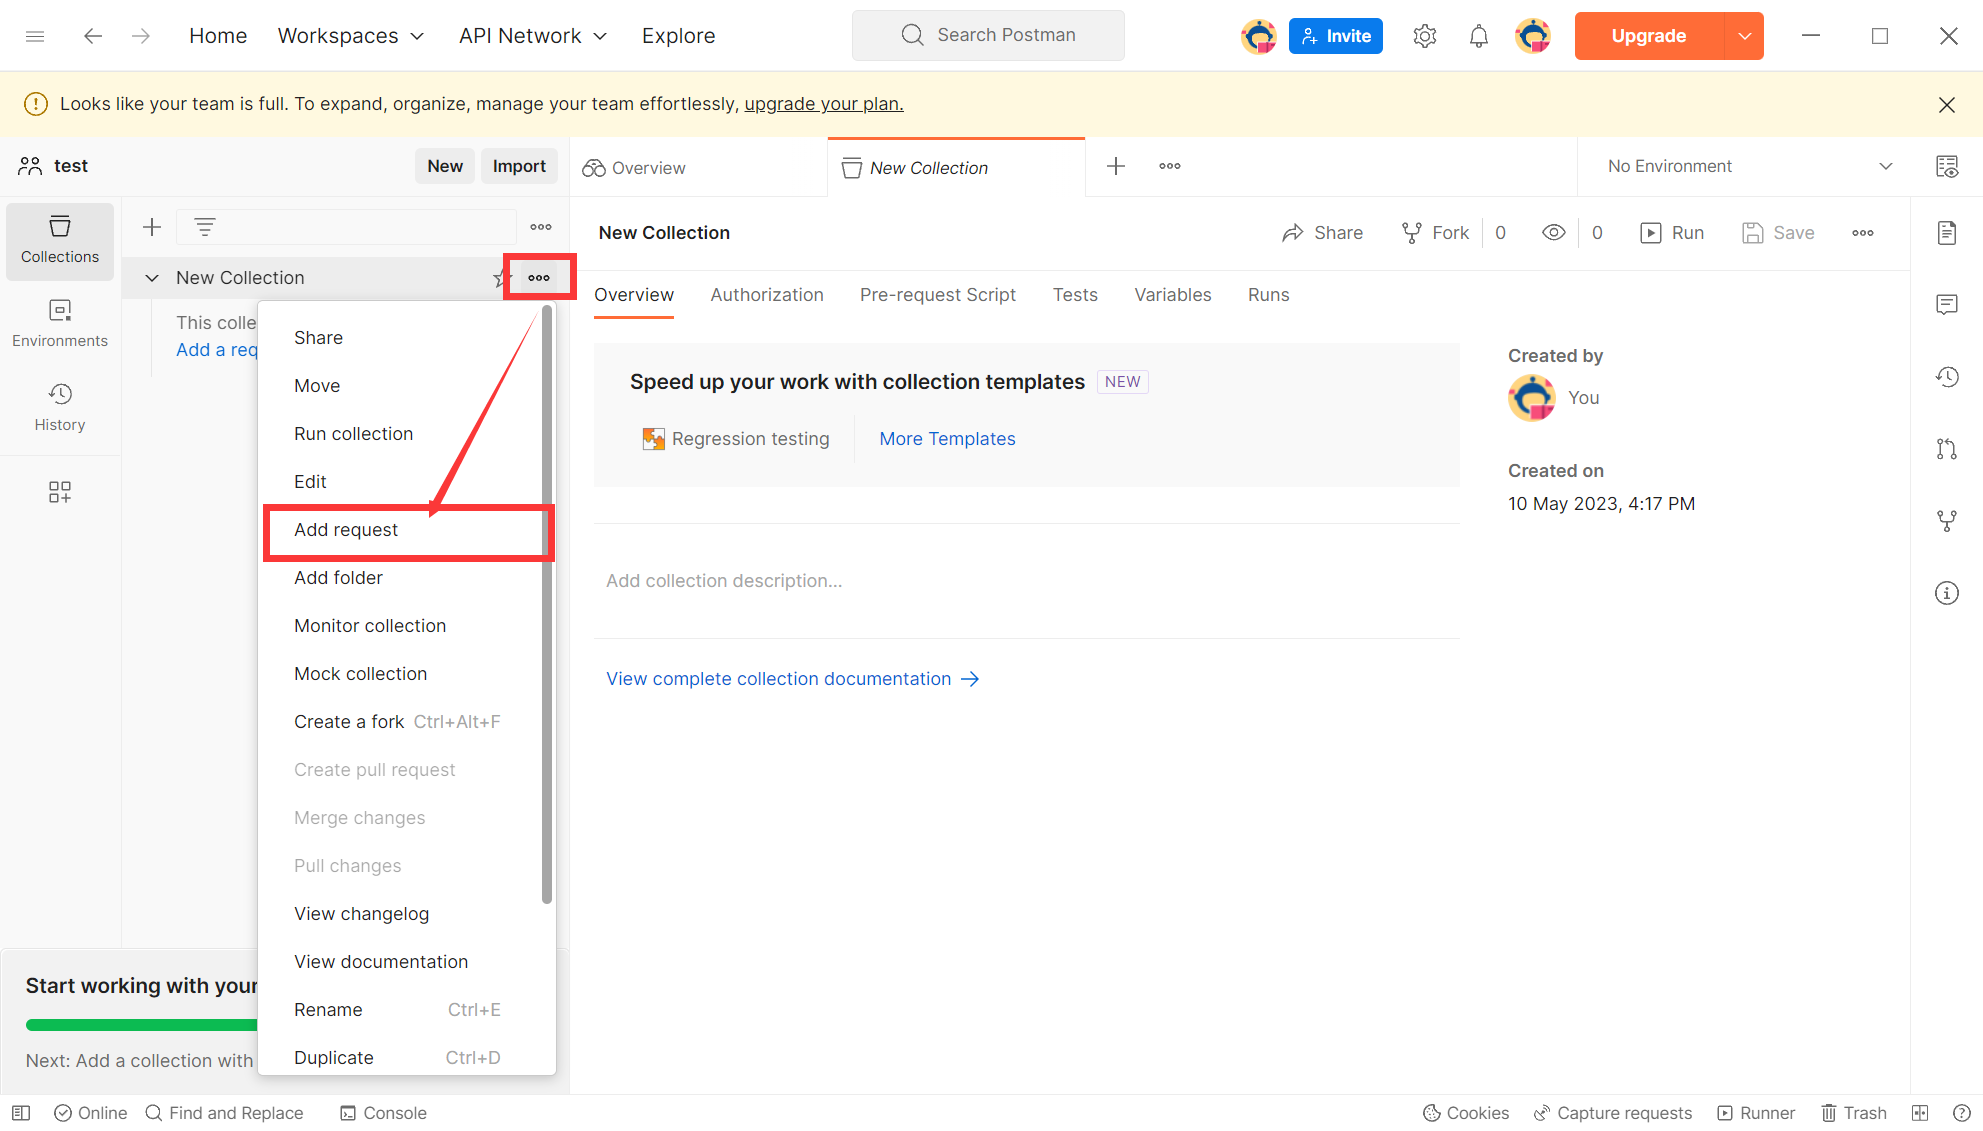 Home Workspaces API Network Explore Search Postman Invite Upgrade
Looks like your team is full. To expand, organize, manage your team effortlessly, upgrade your plan.
test New Import
Overview New Collection No Environment
Collections
Environments
History
New Collection
This colle
Add a req
Share
Move
Run collection
Edit
Add request
Add folder
Monitor collection
Mock collection
Create a fork Ctrl+Alt+F
Create pull request
Merge changes
Pull changes
View changelog
View documentation
Rename Ctrl+E
Duplicate Ctrl+D
Start working with your
Next: Add a collection with
New Collection Share Fork 0 0 Run Save
Overview Authorization Pre-request Script Tests Variables Runs
Speed up your work with collection templates NEW
Regression testing More Templates
Add collection description...
View complete collection documentation
Created by
You
Created on
10 May 2023, 4:17 PM
Online Find and Replace Console Cookies Capture requests Runner Trash